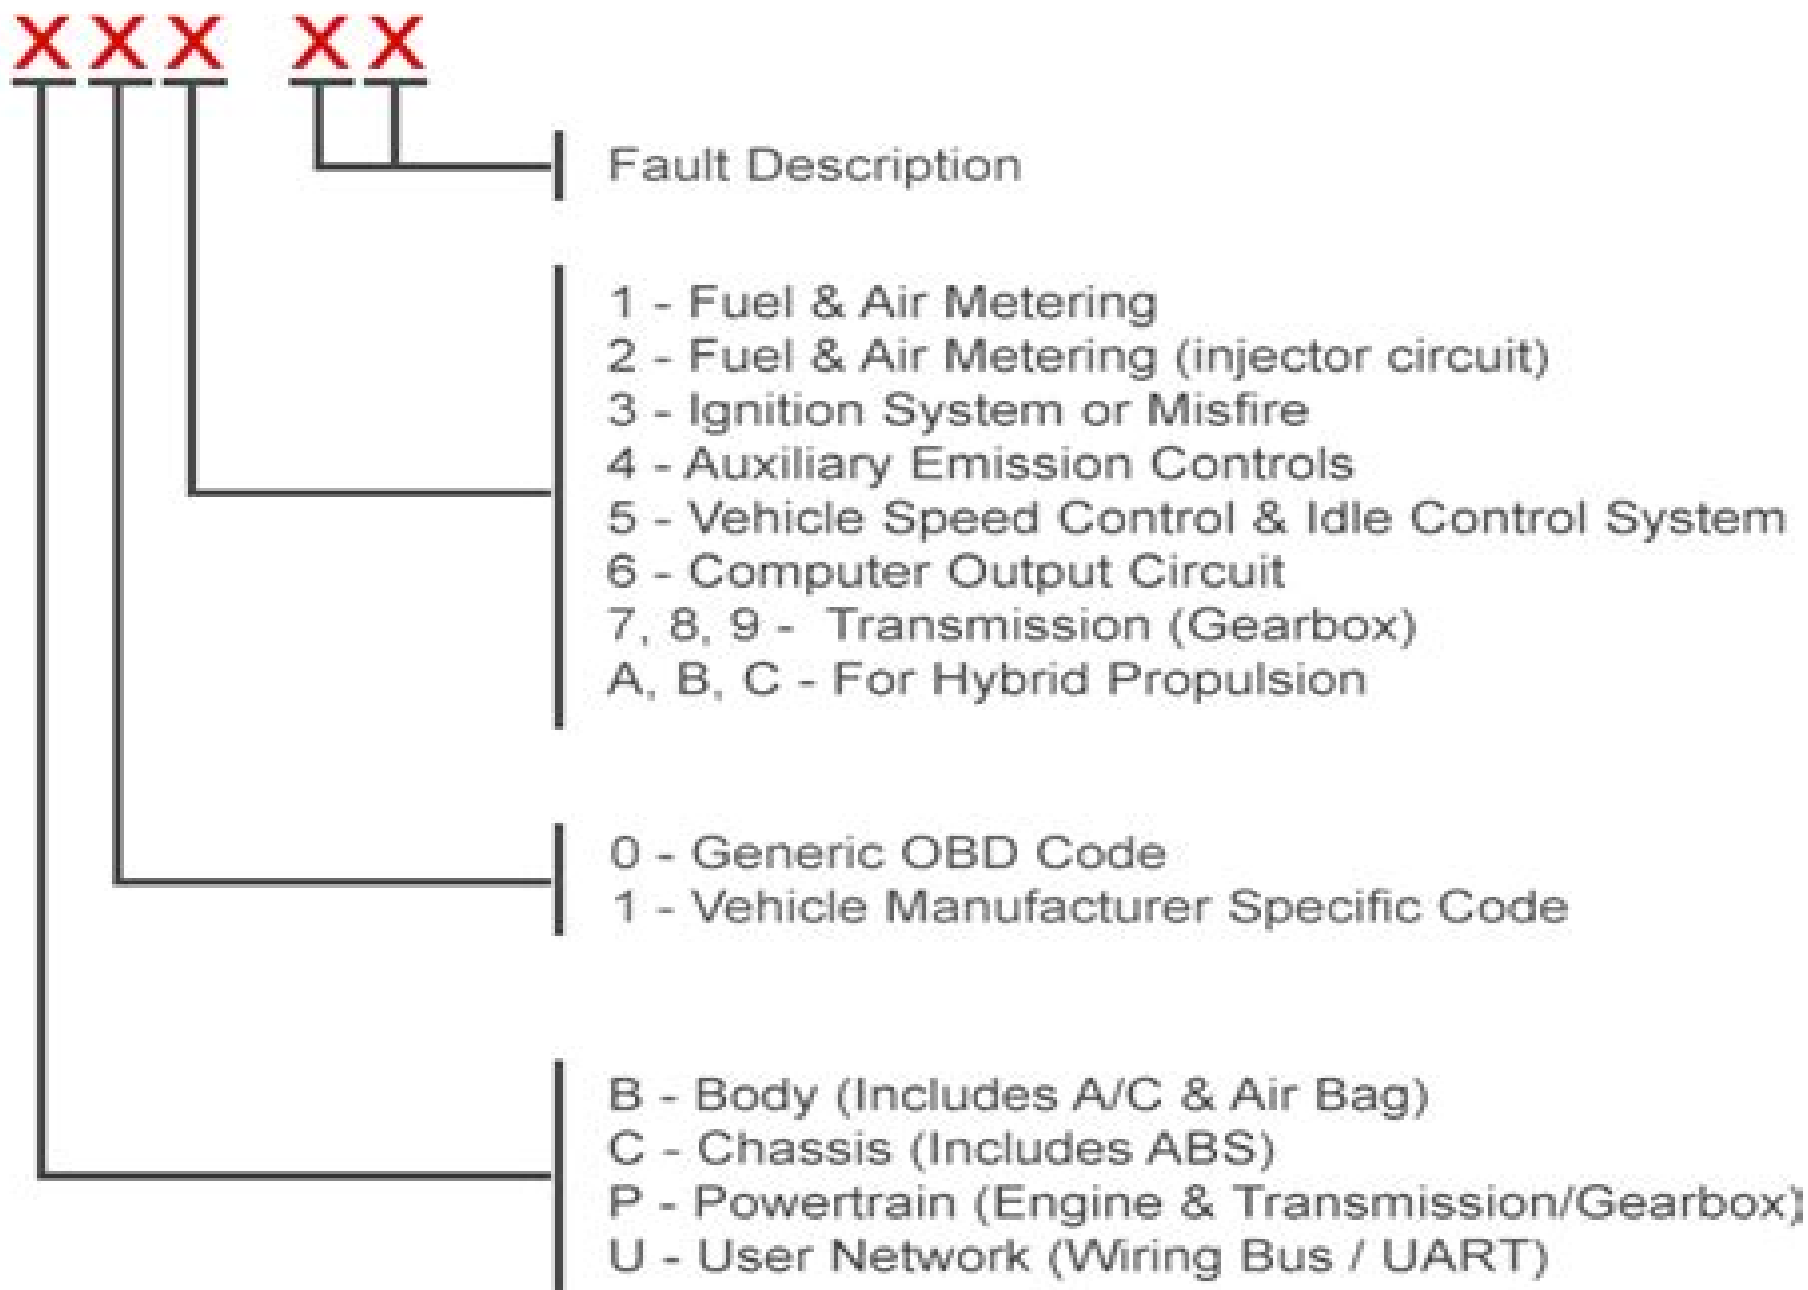 X X X X X
Fault Description
1 - Fuel & Air Metering
2 - Fuel & Air Metering (injector circuit)
3 - Ignition System or Misfire
4 - Auxiliary Emission Controls
5 - Vehicle Speed Control & Idle Control System
6 - Computer Output Circuit
7, 8, 9 - Transmission (Gearbox)
A, B, C - For Hybrid Propulsion
0 - Generic OBD Code
1 - Vehicle Manufacturer Specific Code
B - Body (Includes A/C & Air Bag)
C - Chassis (Includes ABS)
P - Powertrain (Engine & Transmission/Gearbox)
U - User Network (Wiring Bus / UART)